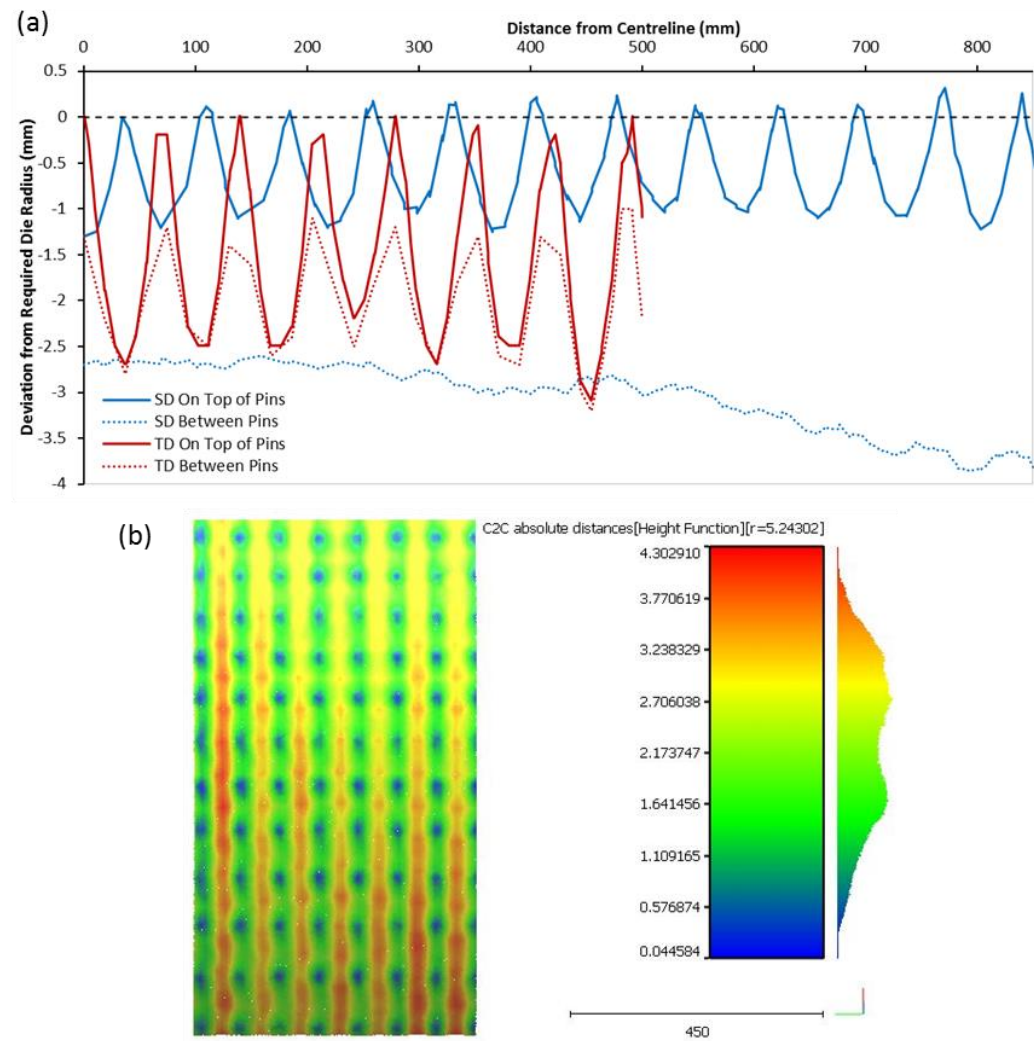 (a)
Distance from Centreline (mm)
0 100 200 300 400 500 600 700 800
Deviation from Required Die Radius (mm)
0.5
0
-0.5
-1
-1.5
-2
-2.5
-3
-3.5
-4
SD On Top of Pins
SD Between Pins
TD On Top of Pins
TD Between Pins
(b)
C2C absolute distances[Height Function][r=5.24302]
4.302910
3.770619
3.238329
2.706038
2.173747
1.641456
1.109165
0.576874
0.044584
450